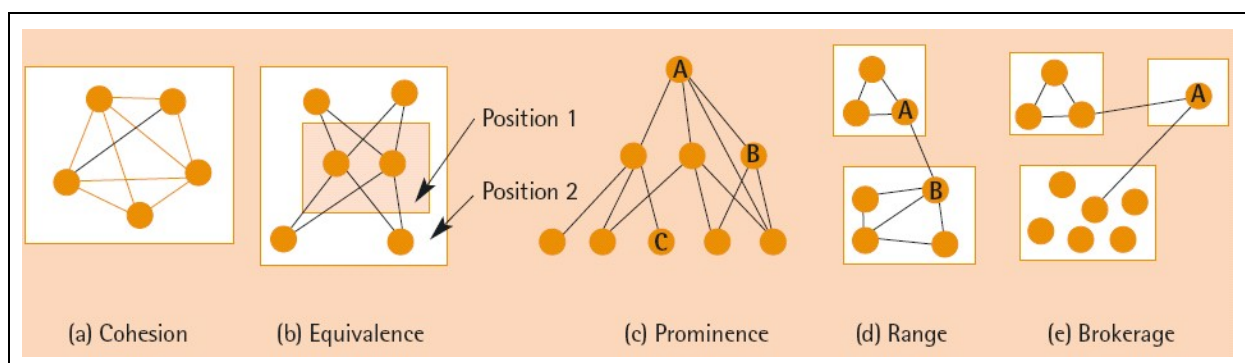 A
B
C
Position 1
Position 2
A
B
A
(a) Cohesion
(b) Equivalence
(c) Prominence
(d) Range
(e) Brokerage